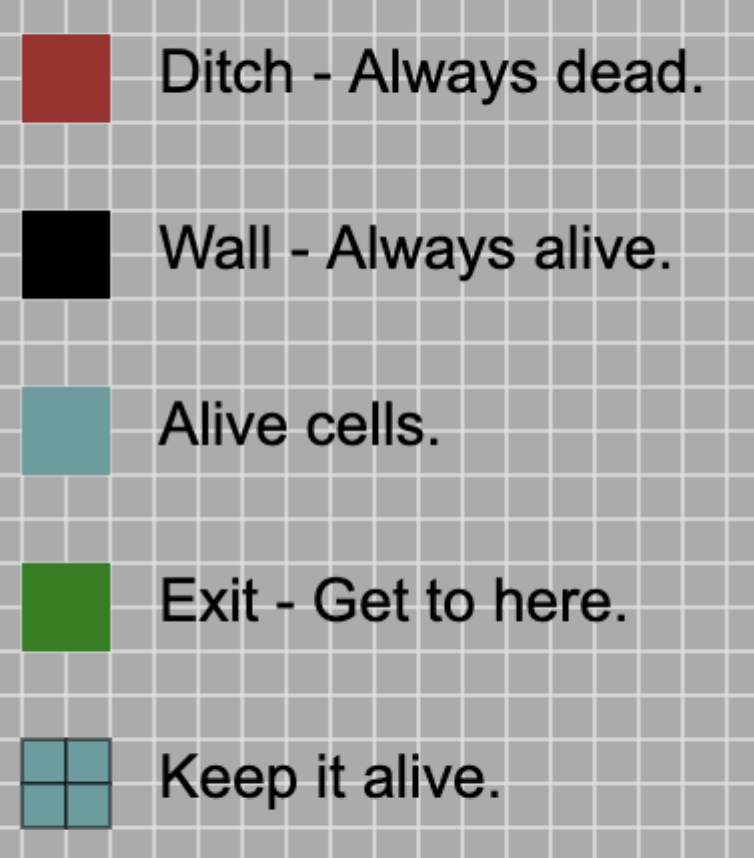 Ditch - Always dead.
Wall - Always alive.
Alive cells.
Exit - Get to here.
Keep it alive.